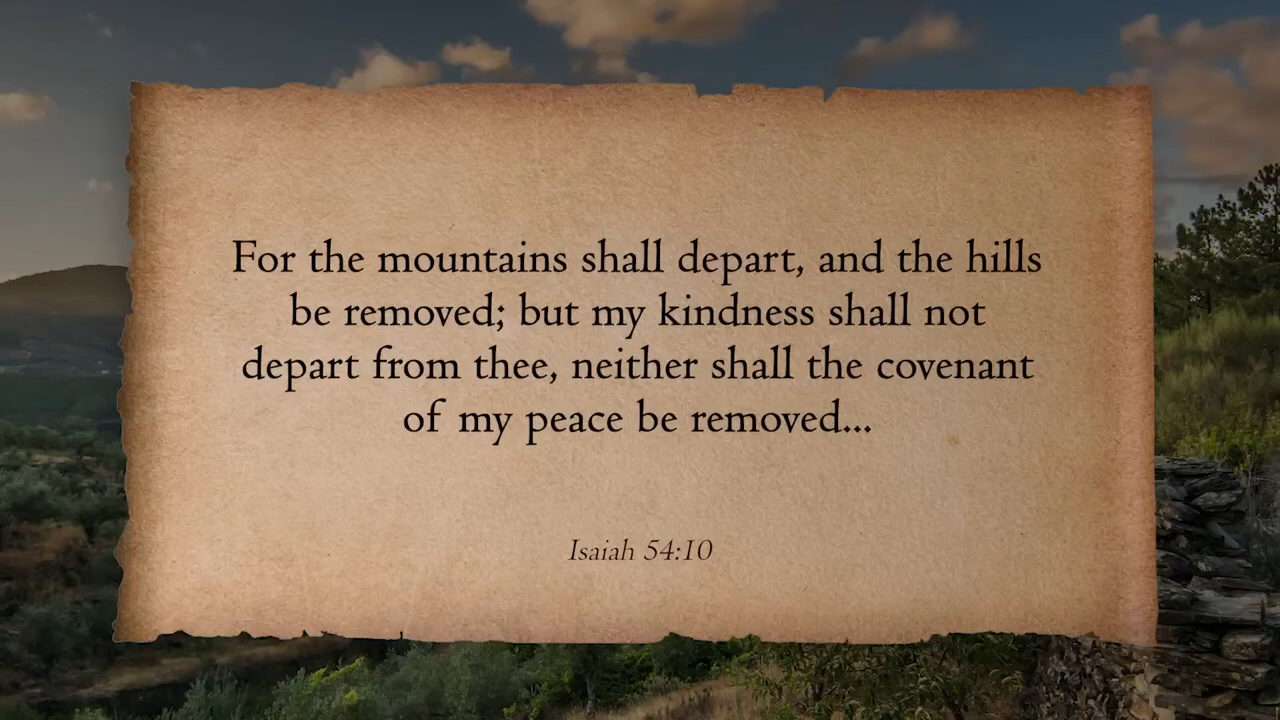 For the mountains shall depart, and the hills
be removed; but my kindness shall not
depart from thee, neither shall the covenant
of my peace be removed...
Isaiah 54:10